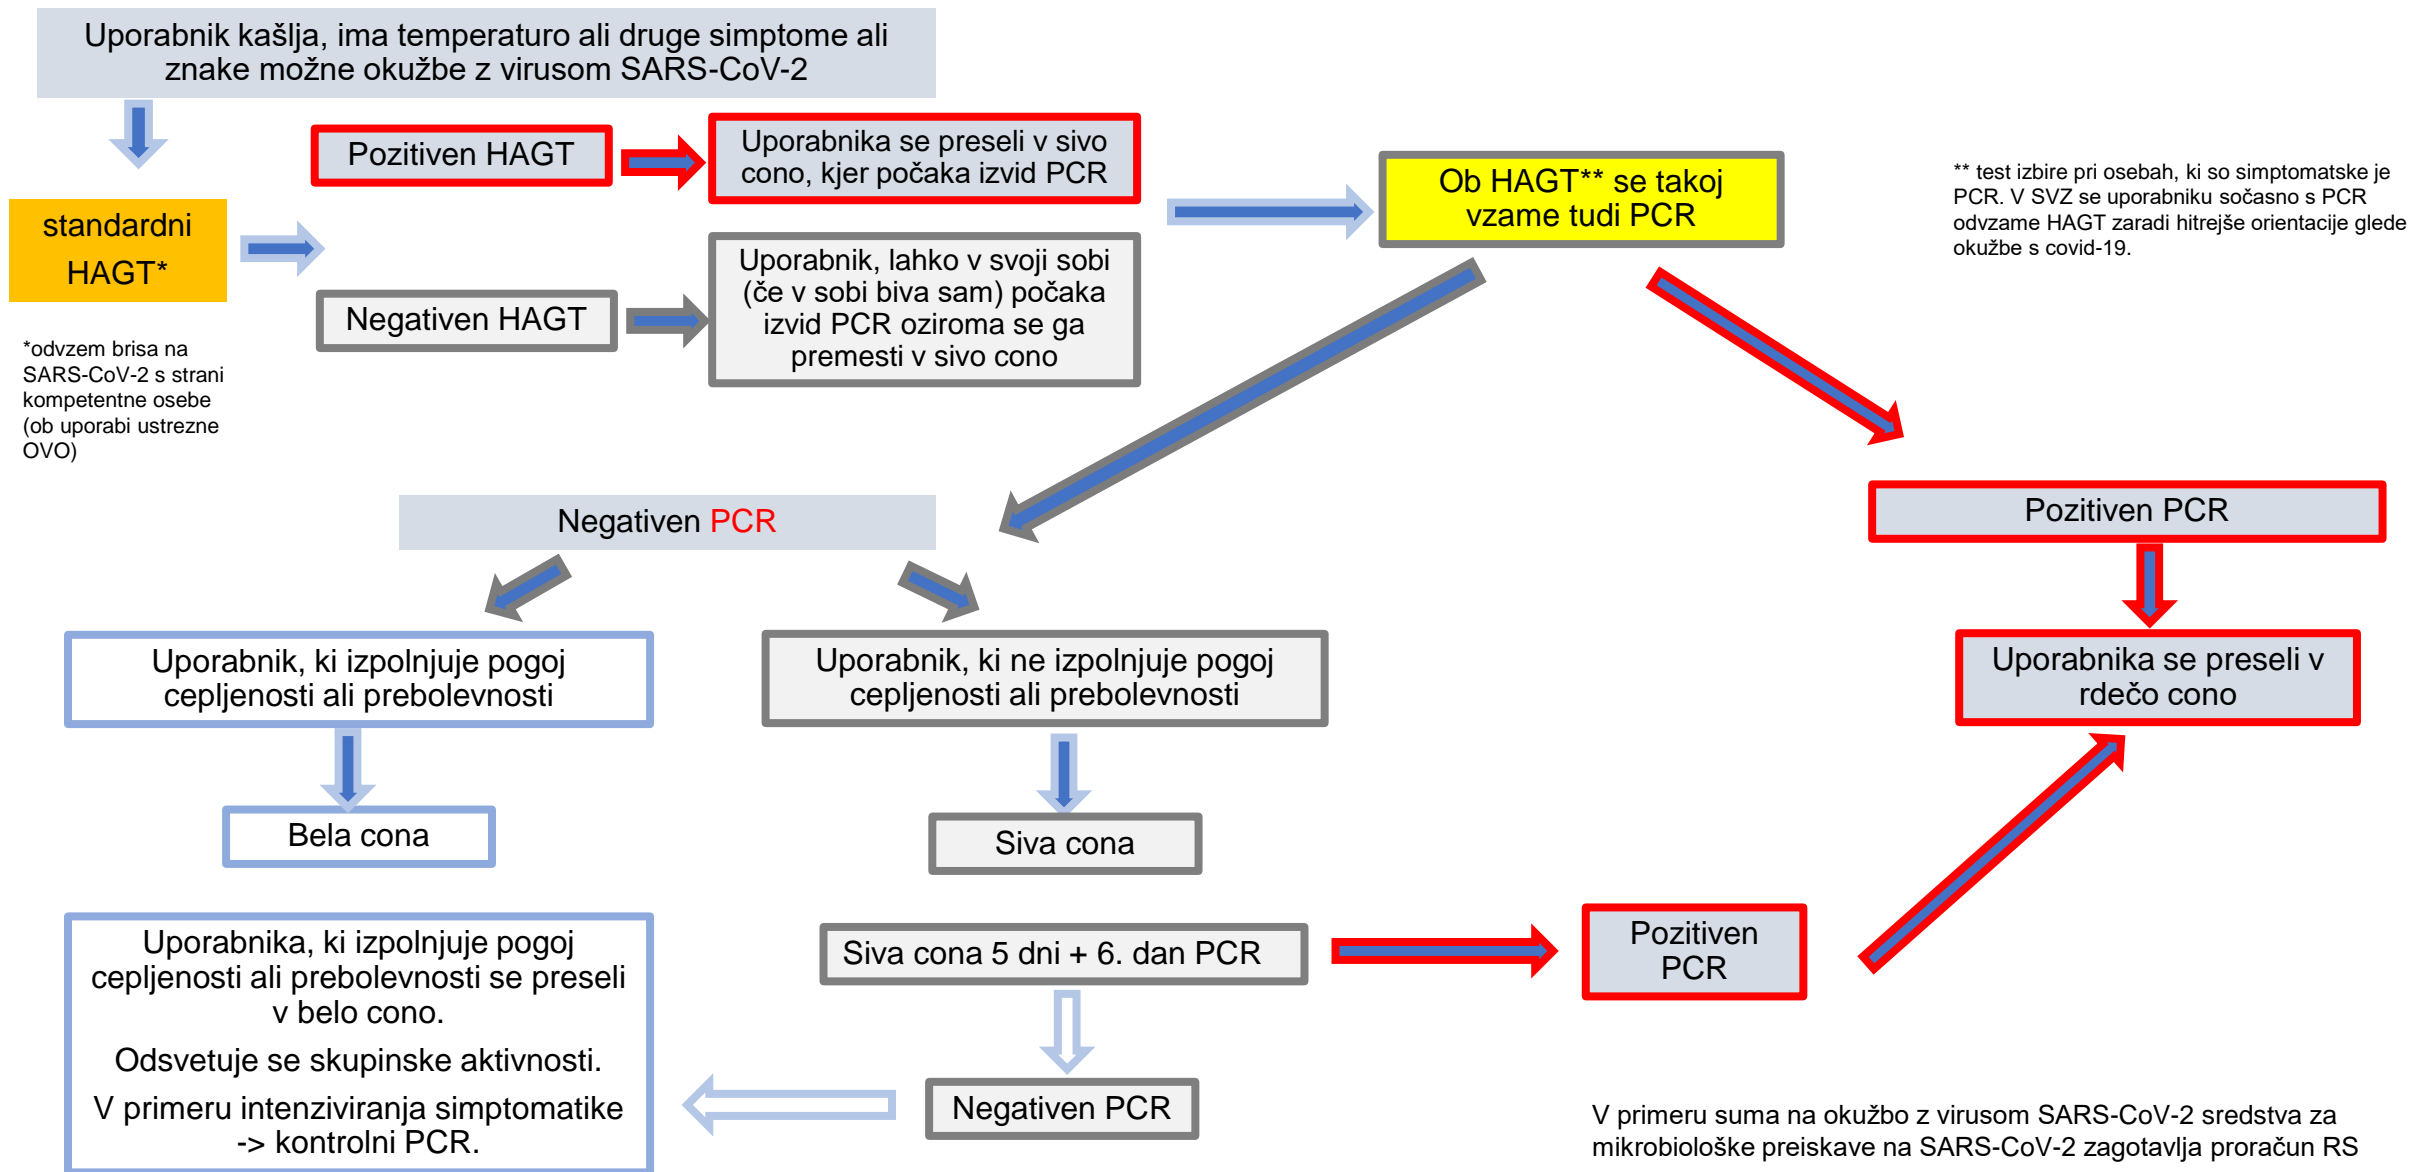 Uporabnik kašlja, ima temperaturo ali druge simptome ali
znake možne okužbe z virusom SARS-CoV-2
standardni
HAGT*
*odvzem brisa na
SARS-CoV-2 s strani
kompetentne osebe
(ob uporabi ustrezne
OVO)
Pozitiven HAGT
Uporabnika se preseli v sivo
cono, kjer počaka izvid PCR
Negativen HAGT
Uporabnik, lahko v svoji sobi
(če v sobi biva sam) počaka
izvid PCR oziroma se ga
premesti v sivo cono
Ob HAGT** se takoj
vzame tudi PCR
** test izbire pri osebah, ki so simptomatske je
PCR. V SVZ se uporabniku sočasno s PCR
odvzame HAGT zaradi hitrejše orientacije glede
okužbe s covid-19.
Negativen PCR
Pozitiven PCR
Uporabnik, ki izpolnjuje pogoj
cepljenosti ali prebolevnosti
Uporabnik, ki ne izpolnjuje pogoj
cepljenosti ali prebolevnosti
Uporabnika se preseli v
rdečo cono
Bela cona
Siva cona
Uporabnika, ki izpolnjuje pogoj
cepljenosti ali prebolevnosti se preseli
v belo cono.
Odsvetuje se skupinske aktivnosti.
V primeru intenziviranja simptomatike
-> kontrolni PCR.
Siva cona 5 dni + 6. dan PCR
Pozitiven
PCR
Negativen PCR
V primeru suma na okužbo z virusom SARS-CoV-2 sredstva za
mikrobiološke preiskave na SARS-CoV-2 zagotavlja proračun RS